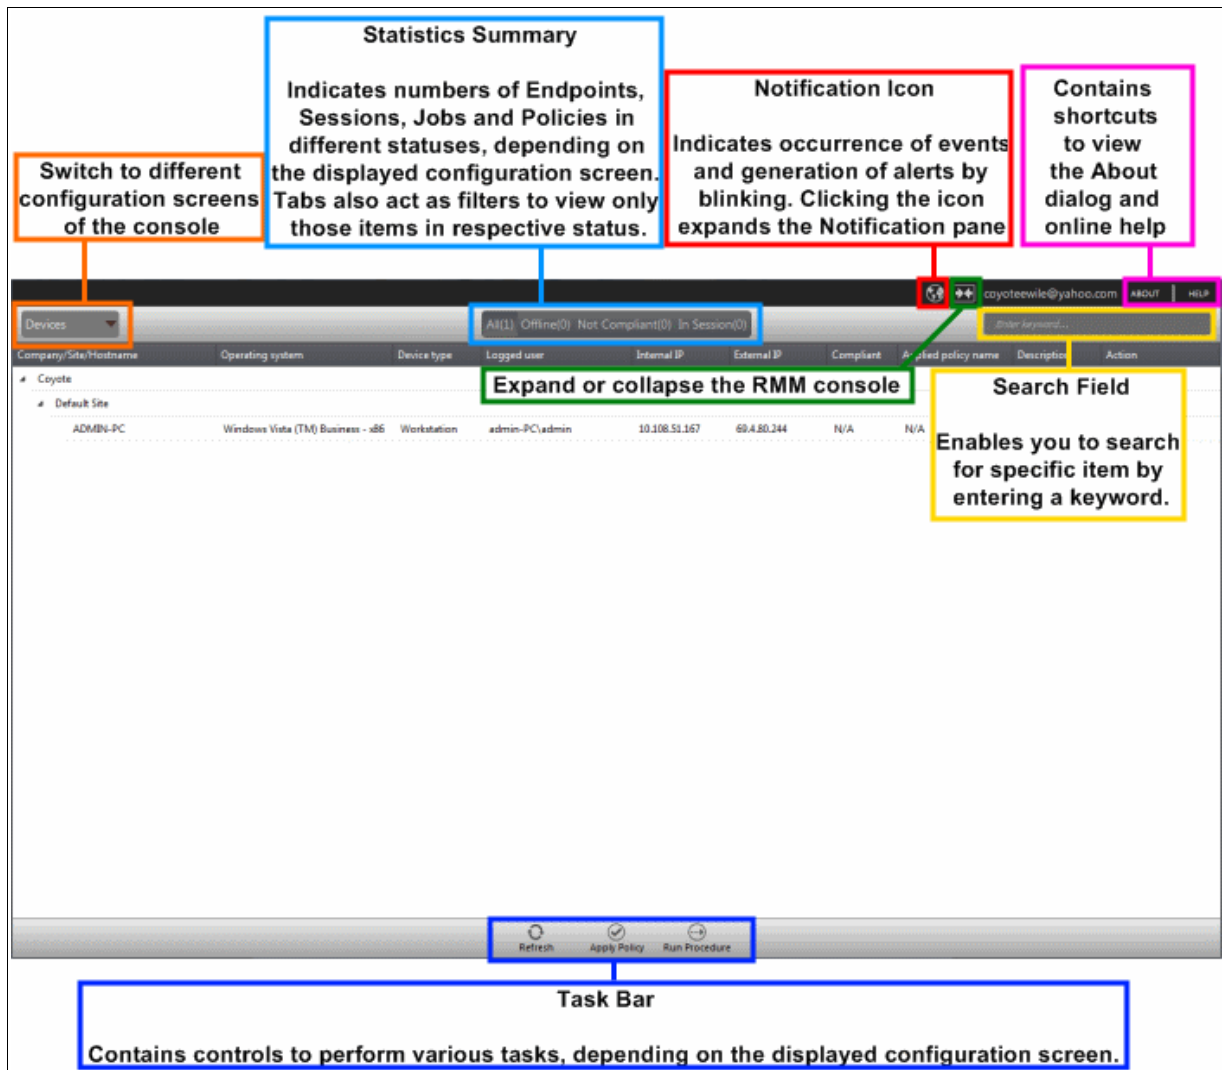 Statistics Summary
Indicates numbers of Endpoints,
Sessions, Jobs and Policies in
different statuses, depending on
the displayed configuration screen.
Tabs also act as filters to view only
those items in respective status.
Notification Icon
Indicates occurrence of events
and generation of alerts by
blinking. Clicking the icon
expands the Notification pane
Contains
shortcuts
to view
the About
dialog and
online help
Switch to different
configuration screens
of the console
coyoteewile@yahoo.com ABOUT HELP
Devices
All(1) Offline(0) Not Compliant(0) In Session(0)
Enter keyword...
Company/Site/Hostname Operating system Device type Logged user Internal IP External IP Compliant Applied policy name Description Action
Coyote
Default Site
ADMIN-PC Windows Vista (TM) Business - x86 Workstation admin-PC\admin 10.108.51.167 69.4.80.244 N/A N/A
Expand or collapse the RMM console
Search Field
Enables you to search
for specific item by
entering a keyword.
Refresh Apply Policy Run Procedure
Task Bar
Contains controls to perform various tasks, depending on the displayed configuration screen.